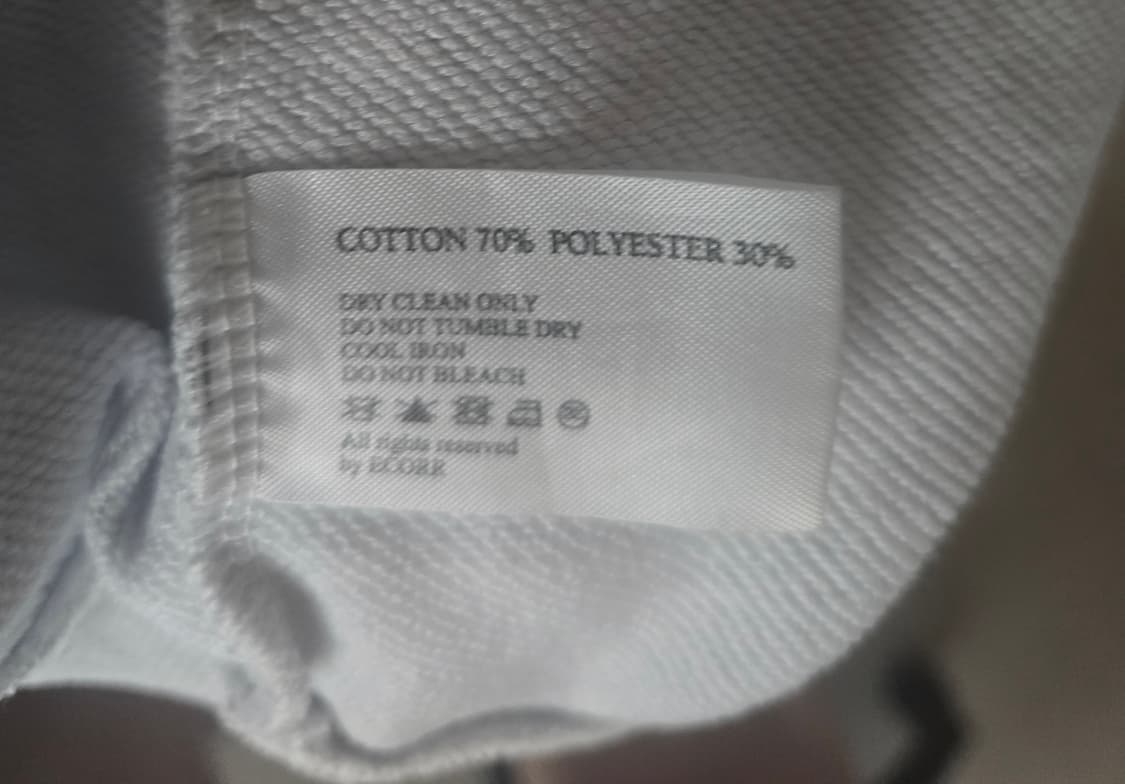 COTTON 70% POLYESTER 30%
DRY CLEAN ONLY
DO NOT TUMBLE DRY
COOL IRON
DO NOT BLEACH
All rights reserved
by ECORR